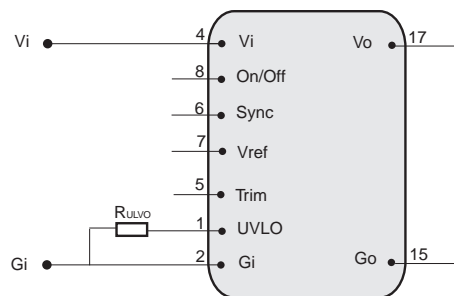 Vi 4 Vi Vo 17
8 On/Off
6 Sync
7 Vref
5 Trim
RULVO 1 UVLO
Gi 2 Gi Go 15